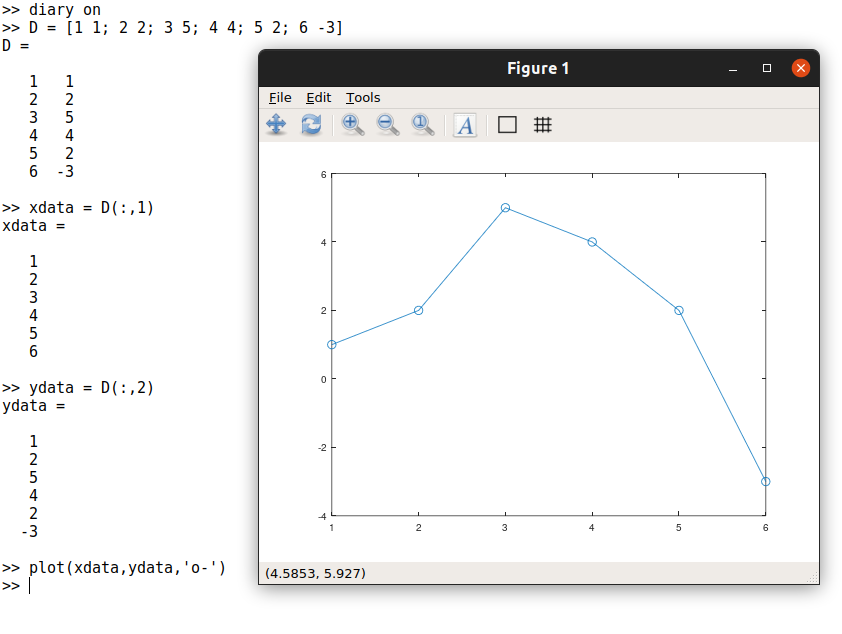 >> diary on
>> D = [1 1; 2 2; 3 5; 4 4; 5 2; 6 -3]
D =
1 1
2 2
3 5
4 4
5 2
6 -3
>> xdata = D(:,1)
xdata =
1
2
3
4
5
6
>> ydata = D(:,2)
ydata =
1
2
5
4
2
-3
>> plot(xdata,ydata,'o-')
>>
Figure 1
File Edit Tools
A
6
4
2
0
-2
-4
1 2 3 4 5 6
(4.5853, 5.927)